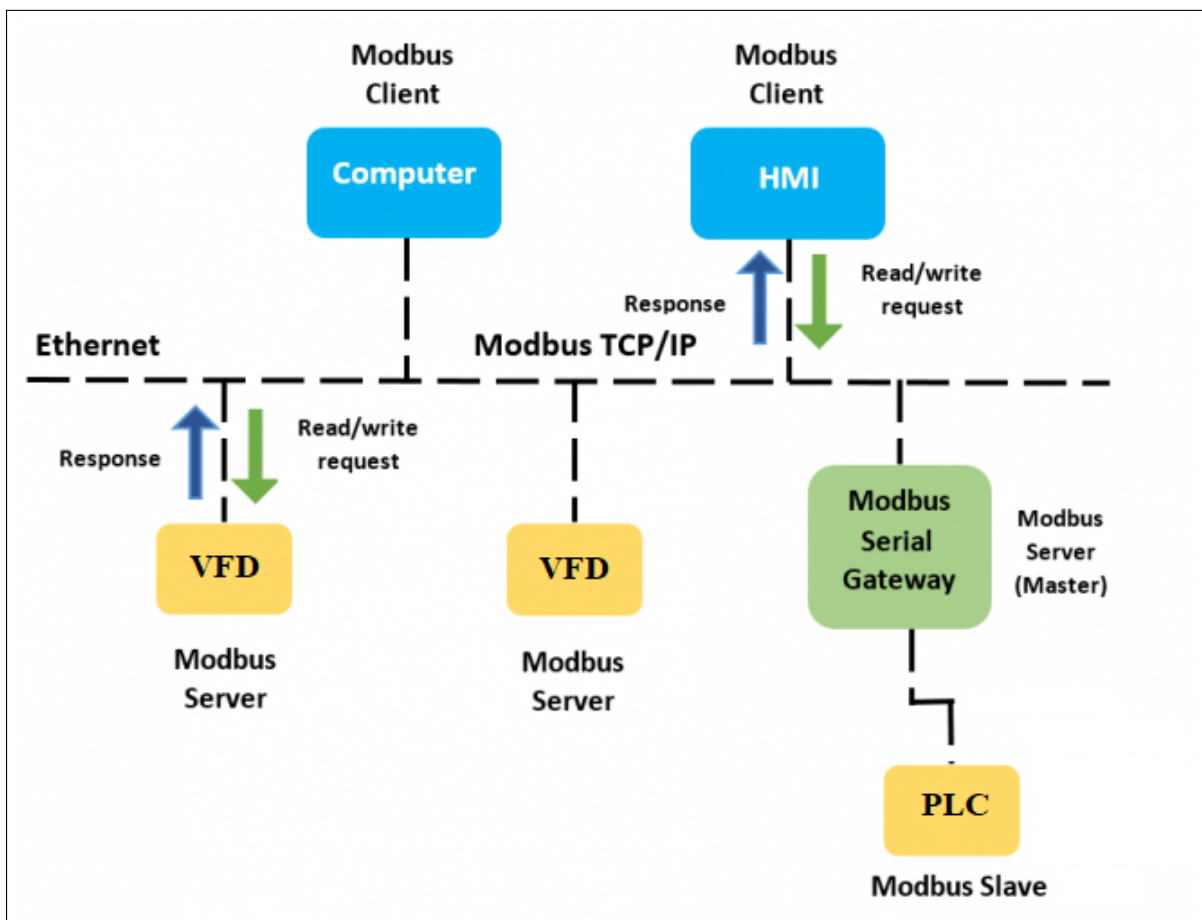 Modbus
Client
Modbus
Client
Computer
HMI
Response
Read/write
request
Ethernet
Modbus TCP/IP
Response
Read/write
request
VFD
Modbus
Server
VFD
Modbus
Server
Modbus
Serial
Gateway
Modbus
Server
(Master)
PLC
Modbus Slave